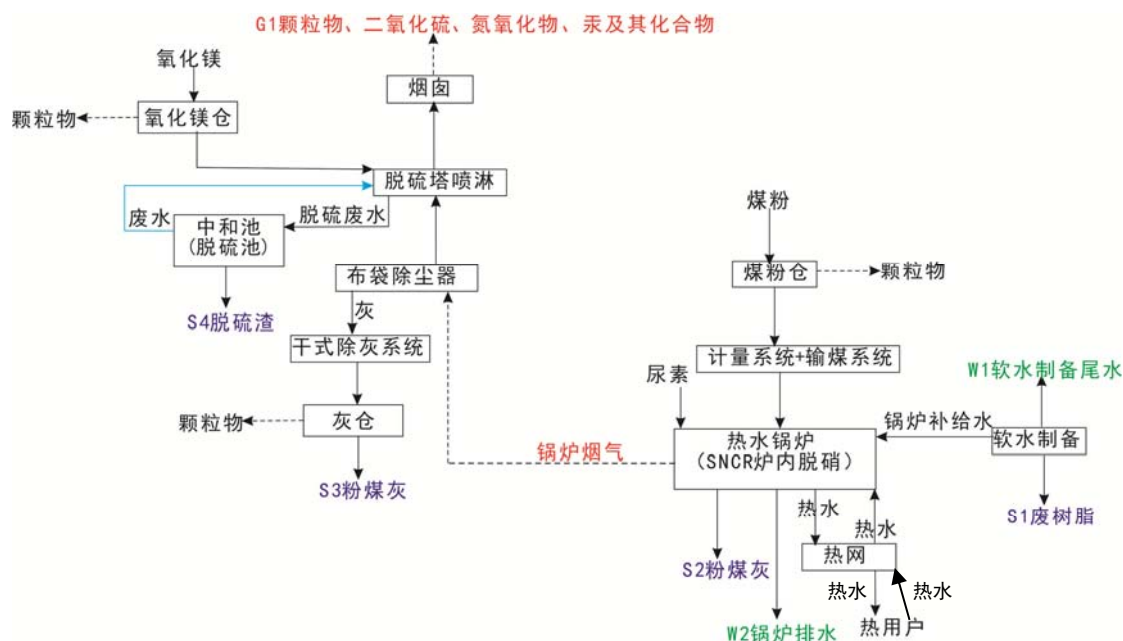 G1颗粒物、二氧化硫、氮氧化物、汞及其化合物
氧化镁
烟囱
颗粒物
氧化镁仓
脱硫塔喷淋
煤粉
废水
中和池
(脱硫池)
脱硫废水
布袋除尘器
煤粉仓
颗粒物
灰
S4脱硫渣
干式除灰系统
计量系统+输煤系统
尿素
W1软水制备尾水
颗粒物
灰仓
锅炉烟气
热水锅炉
(SNCR炉内脱硝)
锅炉补给水
软水制备
S3粉煤灰
热水
热水
S1废树脂
S2粉煤灰
热网
热水
热水
W2锅炉排水
热用户